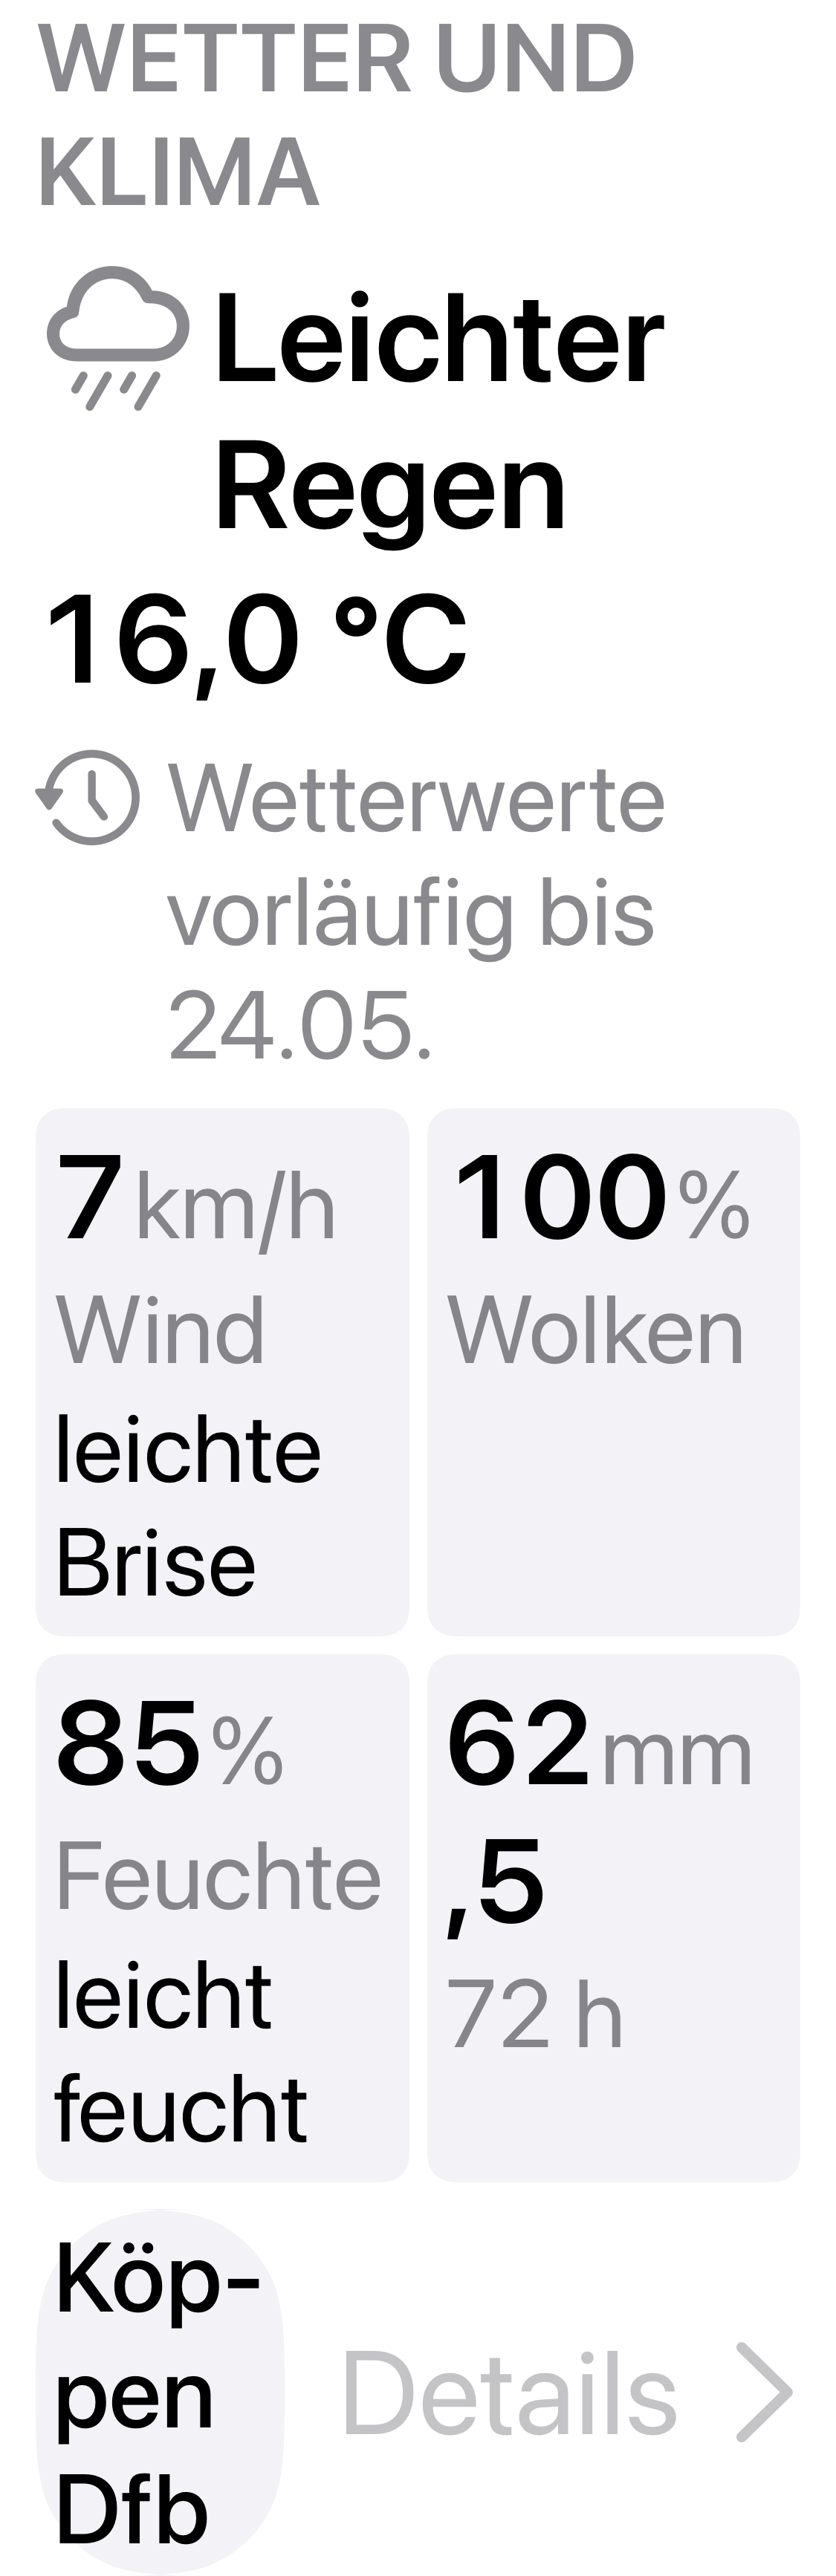 WETTER UND
KLIMA
Leichter
Regen
16,0 °C
Wetterwerte
vorläufig bis
24.05.
7 km/h
Wind
leichte
Brise
100 %
Wolken
85 %
Feuchte
leicht
feucht
62 mm
,5
72 h
Köp-
pen
Dfb
Details